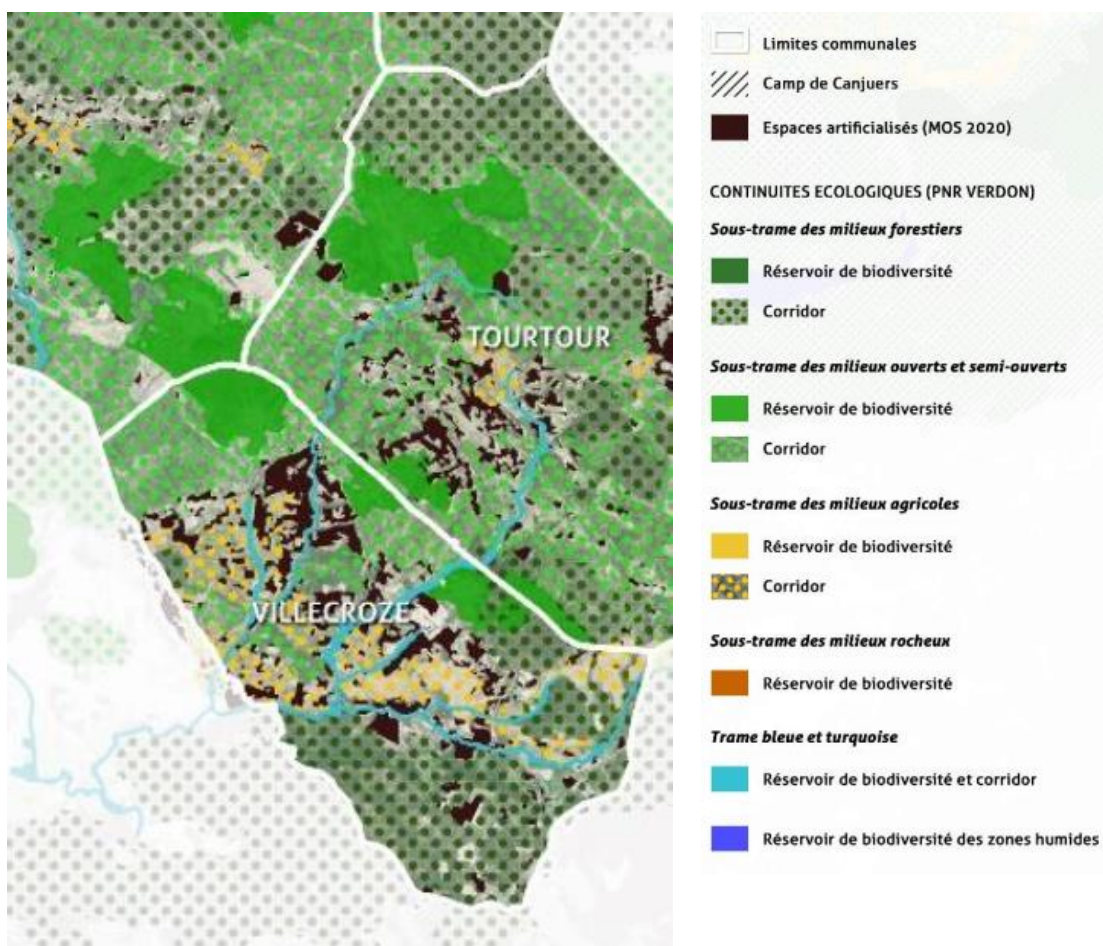 TOURTOUR
VILLECROZE
Limites communales
Camp de Canjuers
Espaces artificialisés (MOS 2020)
CONTINUITES ECOLOGIQUES (PNR VERDON)
Sous-trame des milieux forestiers
Réservoir de biodiversité
Corridor
Sous-trame des milieux ouverts et semi-ouverts
Réservoir de biodiversité
Corridor
Sous-trame des milieux agricoles
Réservoir de biodiversité
Corridor
Sous-trame des milieux rocheux
Réservoir de biodiversité
Trame bleue et turquoise
Réservoir de biodiversité et corridor
Réservoir de biodiversité des zones humides